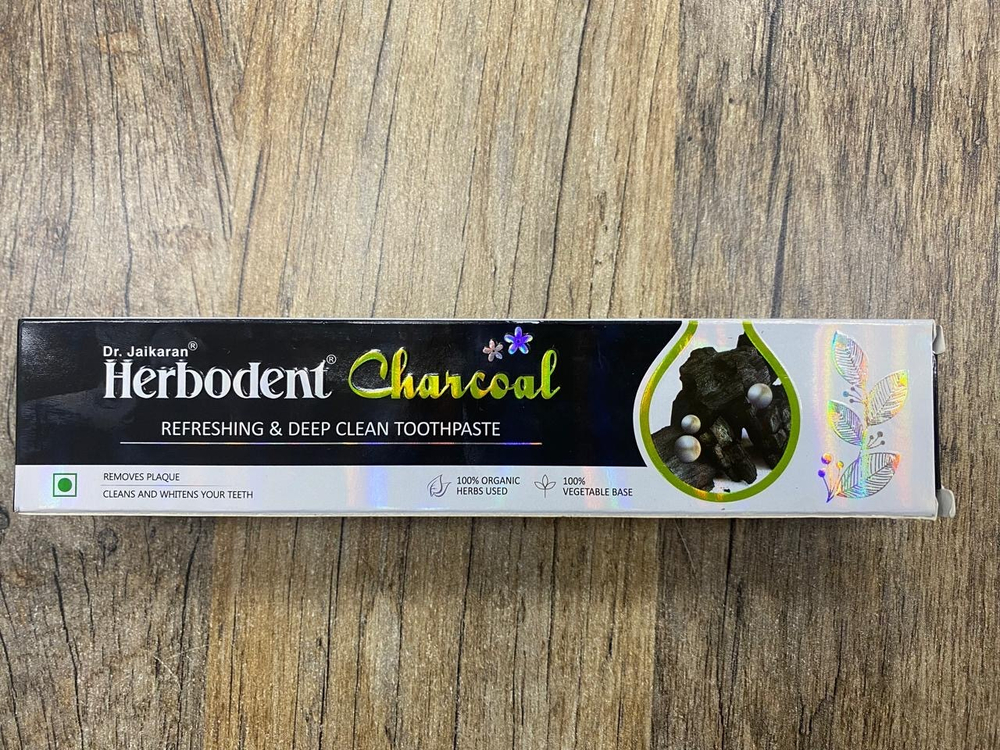 Dr. Jaikaran®
Herbodent® Charcoal
REFRESHING & DEEP CLEAN TOOTHPASTE
REMOVES PLAQUE
CLEANS AND WHITENS YOUR TEETH
100% ORGANIC
HERBS USED
100%
VEGETABLE BASE